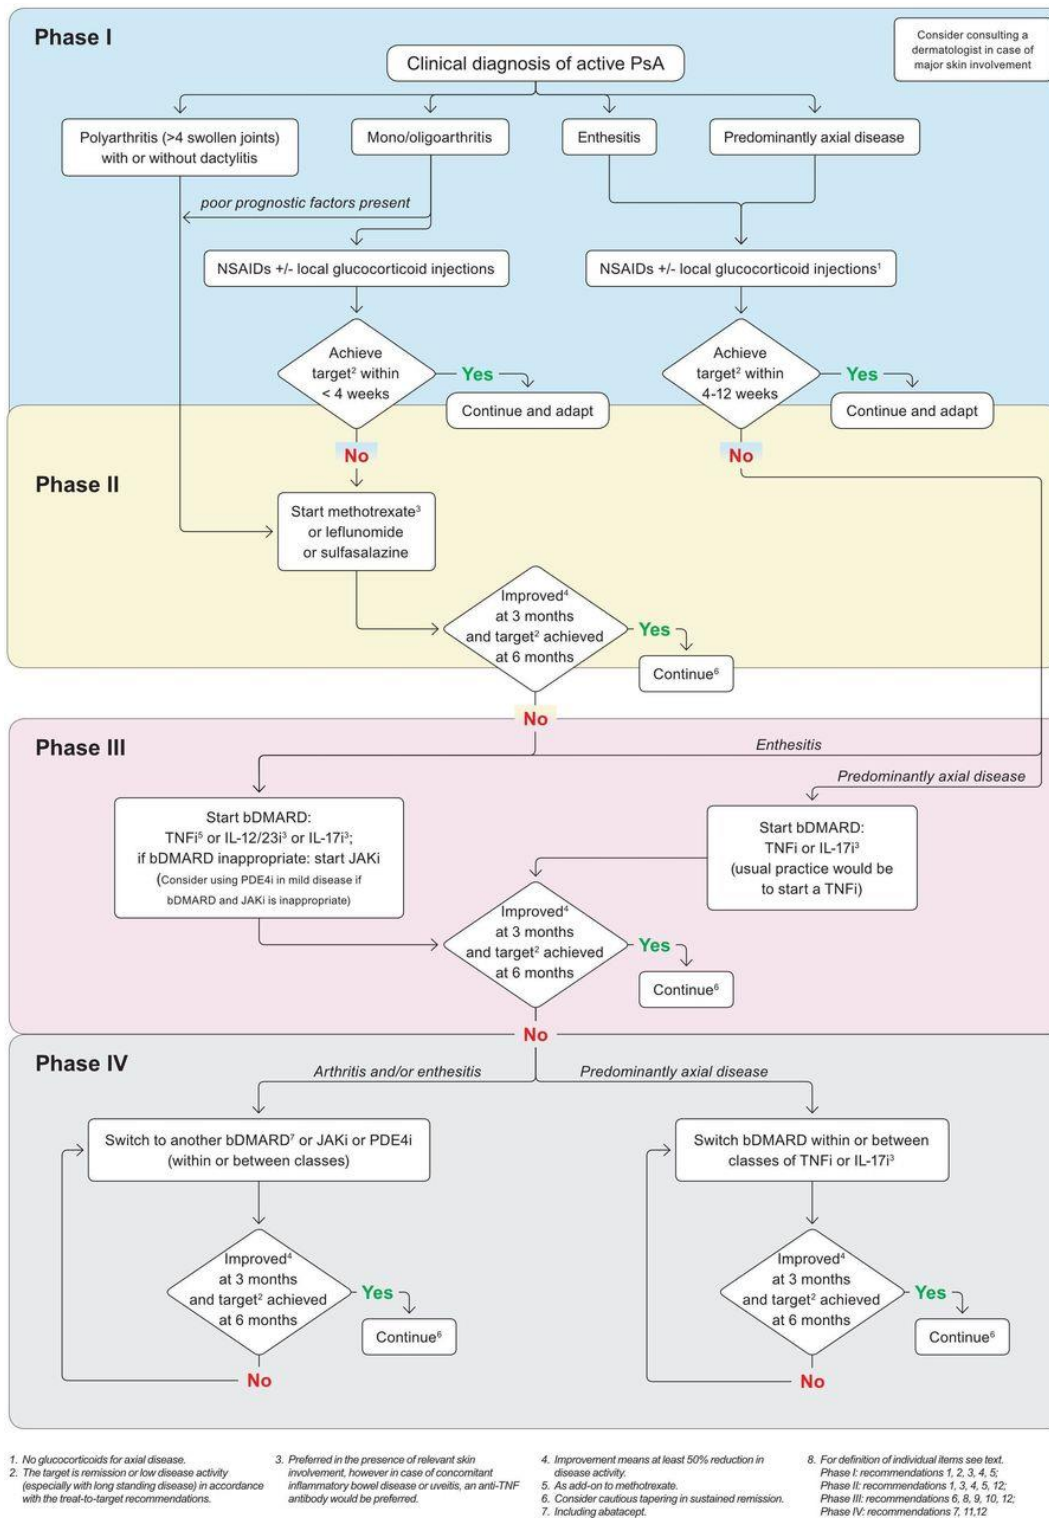 Phase I
Consider consulting a
dermatologist in case of
major skin involvement
Clinical diagnosis of active PsA
Polyarthritis (>4 swollen joints)
with or without dactylitis
Mono/oligoarthritis
Enthesitis
Predominantly axial disease
poor prognostic factors present
NSAIDs +/- local glucocorticoid injections
NSAIDs +/- local glucocorticoid injections¹
Achieve
target² within
< 4 weeks
Yes
Continue and adapt
Achieve
target² within
4-12 weeks
Yes
Continue and adapt
No
No
Phase II
Start methotrexate³
or leflunomide
or sulfasalazine
Improved⁴
at 3 months
and target² achieved
at 6 months
Yes
Continue⁶
No
Phase III
Enthesitis
Predominantly axial disease
Start bDMARD:
TNFi⁵ or IL-12/23i³ or IL-17i³;
if bDMARD inappropriate: start JAKi
(Consider using PDE4i in mild disease if
bDMARD and JAKi is inappropriate)
Start bDMARD:
TNFi or IL-17i³
(usual practice would be
to start a TNFi)
Improved⁴
at 3 months
and target² achieved
at 6 months
Yes
Continue⁶
No
Phase IV
Arthritis and/or enthesitis
Predominantly axial disease
Switch to another bDMARD⁷ or JAKi or PDE4i
(within or between classes)
Switch bDMARD within or between
classes of TNFi or IL-17i³
Improved⁴
at 3 months
and target² achieved
at 6 months
Yes
Continue⁶
No
Improved⁴
at 3 months
and target² achieved
at 6 months
Yes
Continue⁶
No
1. No glucocorticoids for axial disease.
2. The target is remission or low disease activity
(especially with long standing disease) in accordance
with the treat-to-target recommendations.
3. Preferred in the presence of relevant skin
involvement, however in case of concomitant
inflammatory bowel disease or uveitis, an anti-TNF
antibody would be preferred.
4. Improvement means at least 50% reduction in
disease activity.
5. As add-on to methotrexate.
6. Consider cautious tapering in sustained remission.
7. Including abatacept.
8. For definition of individual items see text.
Phase I: recommendations 1, 2, 3, 4, 5;
Phase II: recommendations 1, 3, 4, 5, 12;
Phase III: recommendations 6, 8, 9, 10, 12;
Phase IV: recommendations 7, 11,12